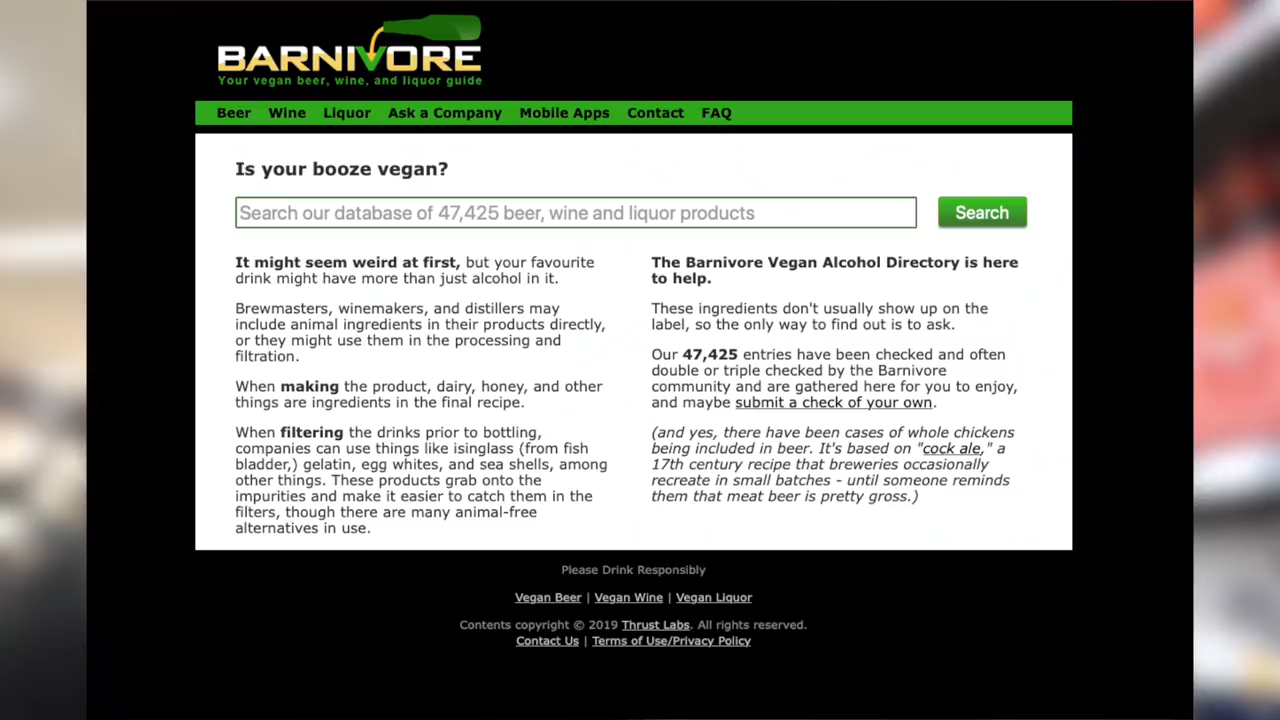 BARNIVORE
Your vegan beer, wine, and liquor guide
Beer Wine Liquor Ask a Company Mobile Apps Contact FAQ
Is your booze vegan?
Search our database of 47,425 beer, wine and liquor products
Search
It might seem weird at first, but your favourite
drink might have more than just alcohol in it.
Brewmasters, winemakers, and distillers may
include animal ingredients in their products directly,
or they might use them in the processing and
filtration.
When making the product, dairy, honey, and other
things are ingredients in the final recipe.
When filtering the drinks prior to bottling,
companies can use things like isinglass (from fish
bladder,) gelatin, egg whites, and sea shells, among
other things. These products grab onto the
impurities and make it easier to catch them in the
filters, though there are many animal-free
alternatives in use.
The Barnivore Vegan Alcohol Directory is here
to help.
These ingredients don't usually show up on the
label, so the only way to find out is to ask.
Our 47,425 entries have been checked and often
double or triple checked by the Barnivore
community and are gathered here for you to enjoy,
and maybe submit a check of your own.
(and yes, there have been cases of whole chickens
being included in beer. It's based on "cock ale," a
17th century recipe that breweries occasionally
recreate in small batches - until someone reminds
them that meat beer is pretty gross.)
Please Drink Responsibly
Vegan Beer | Vegan Wine | Vegan Liquor
Contents copyright © 2019 Thrust Labs. All rights reserved.
Contact Us | Terms of Use/Privacy Policy